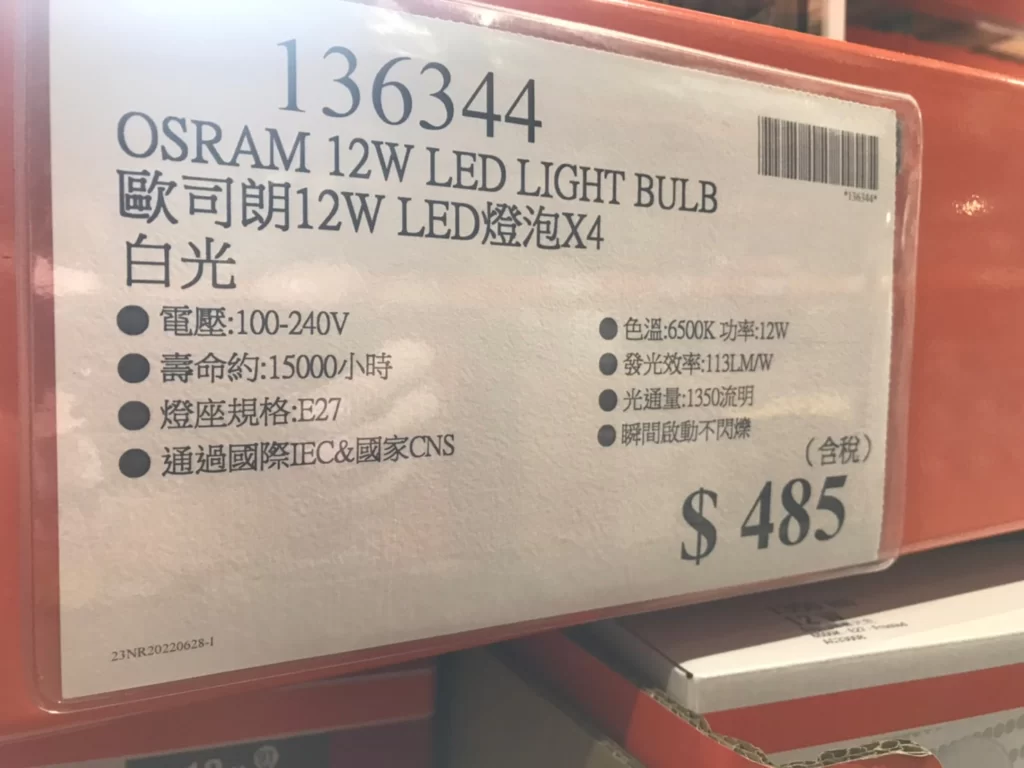 136344
*136344*
OSRAM 12W LED LIGHT BULB
歐司朗12W LED燈泡X4
白光
● 電壓:100-240V
● 壽命約:15000小時
● 燈座規格:E27
● 通過國際IEC&國家CNS
● 色溫:6500K 功率:12W
● 發光效率:113LM/W
● 光通量:1350流明
● 瞬間啟動不閃爍
(含稅)
$ 485
23NR20220628-1